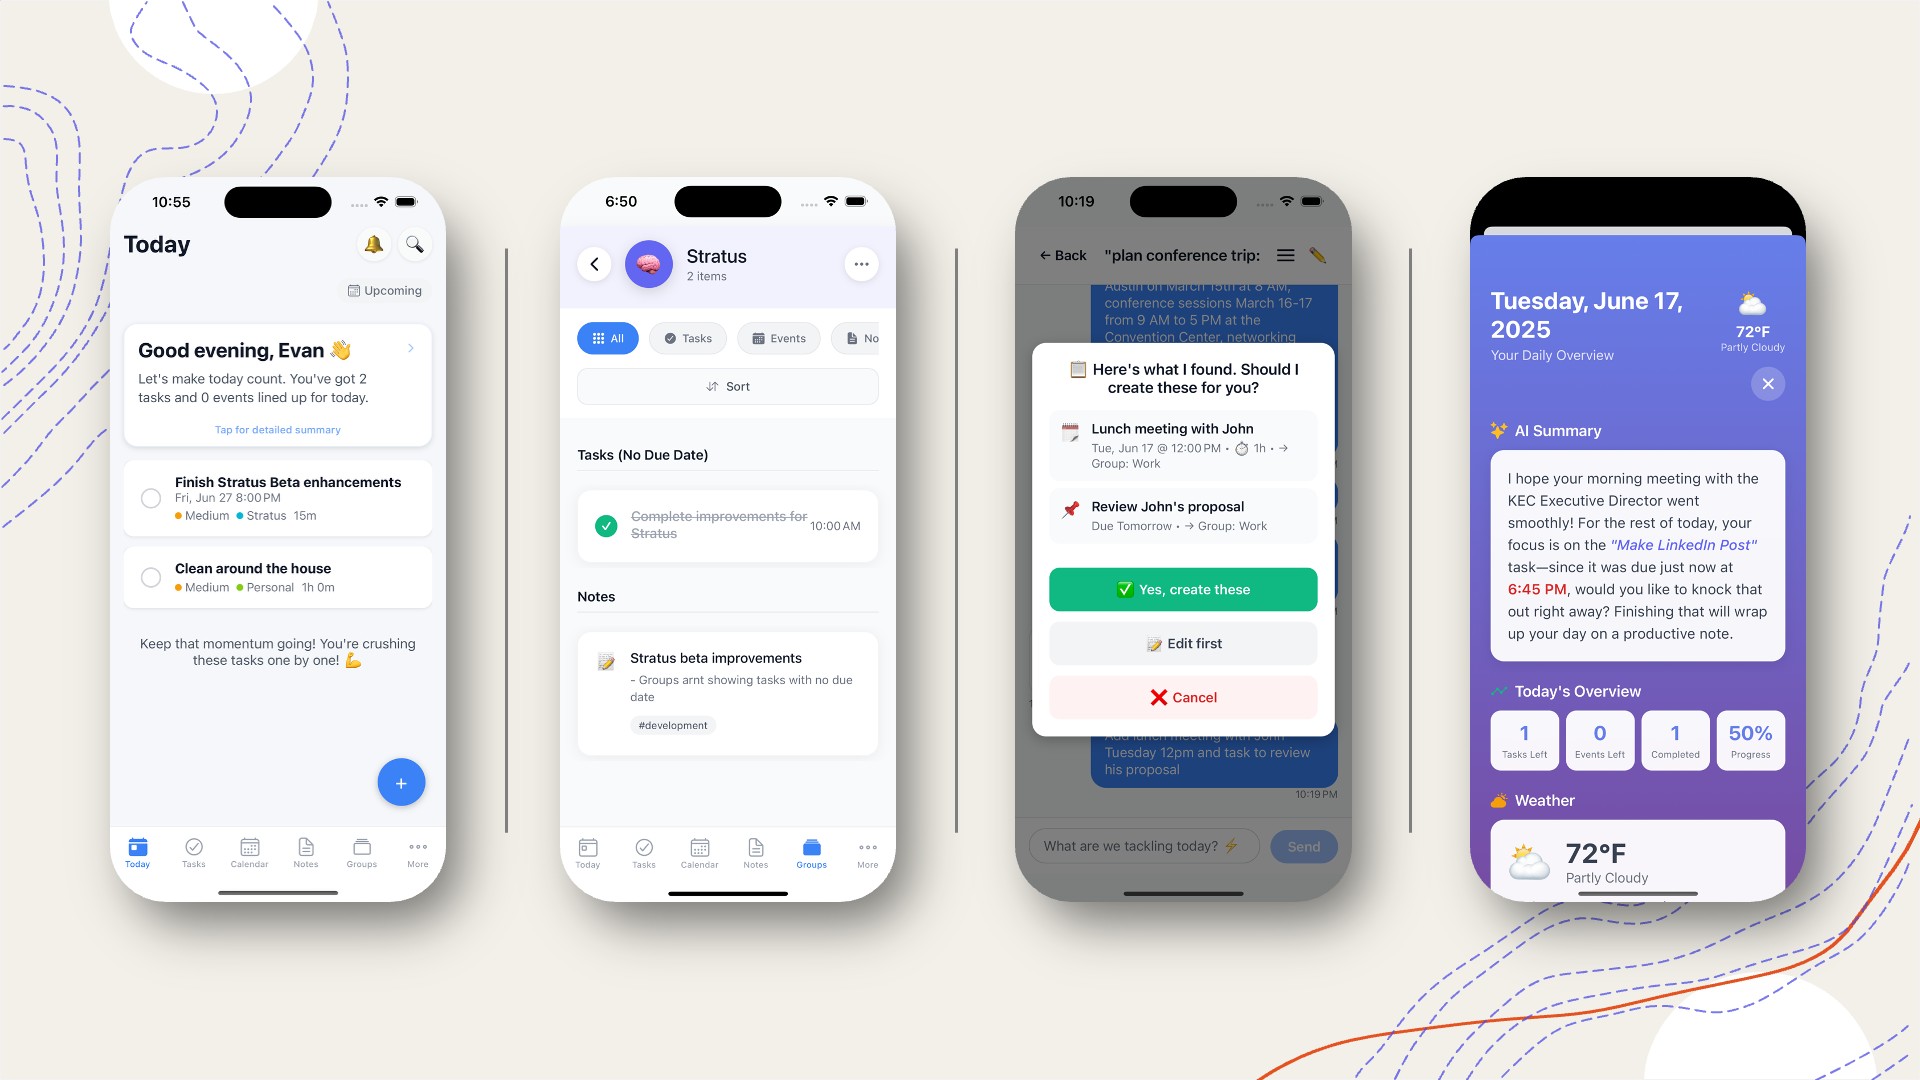 10:55
Today
Upcoming
Good evening, Evan 👋
Let's make today count. You've got 2
tasks and 0 events lined up for today.
Tap for detailed summary
Finish Stratus Beta enhancements
Fri, Jun 27 8:00 PM
Medium Stratus 15m
Clean around the house
Medium Personal 1h 0m
Keep that momentum going! You're crushing
these tasks one by one! 💪
+
Today Tasks Calendar Notes Groups More
6:50
Stratus
2 items
All Tasks Events No
Sort
Tasks (No Due Date)
Complete improvements for
Stratus
10:00 AM
Notes
Stratus beta improvements
- Groups arnt showing tasks with no due
date
#development
Today Tasks Calendar Notes Groups More
10:19
← Back "plan conference trip:
Austin on March 15th at 8 AM,
conference sessions March 16-17
from 9 AM to 5 PM at the
Convention Center, networking
📋 Here's what I found. Should I
create these for you?
Lunch meeting with John
Tue, Jun 17 @ 12:00 PM • ⏱ 1h • →
Group: Work
Review John's proposal
Due Tomorrow • → Group: Work
✅ Yes, create these
📝 Edit first
❌ Cancel
Add lunch meeting with John
Tuesday 12pm and task to review
his proposal
10:19 PM
What are we tackling today? ⚡
Send
Tuesday, June 17,
2025
Your Daily Overview
72°F
Partly Cloudy
✨ AI Summary
I hope your morning meeting with the
KEC Executive Director went
smoothly! For the rest of today, your
focus is on the "Make LinkedIn Post"
task—since it was due just now at
6:45 PM, would you like to knock that
out right away? Finishing that will wrap
up your day on a productive note.
Today's Overview
1 0 1 50%
Tasks Left Events Left Completed Progress
Weather
72°F
Partly Cloudy